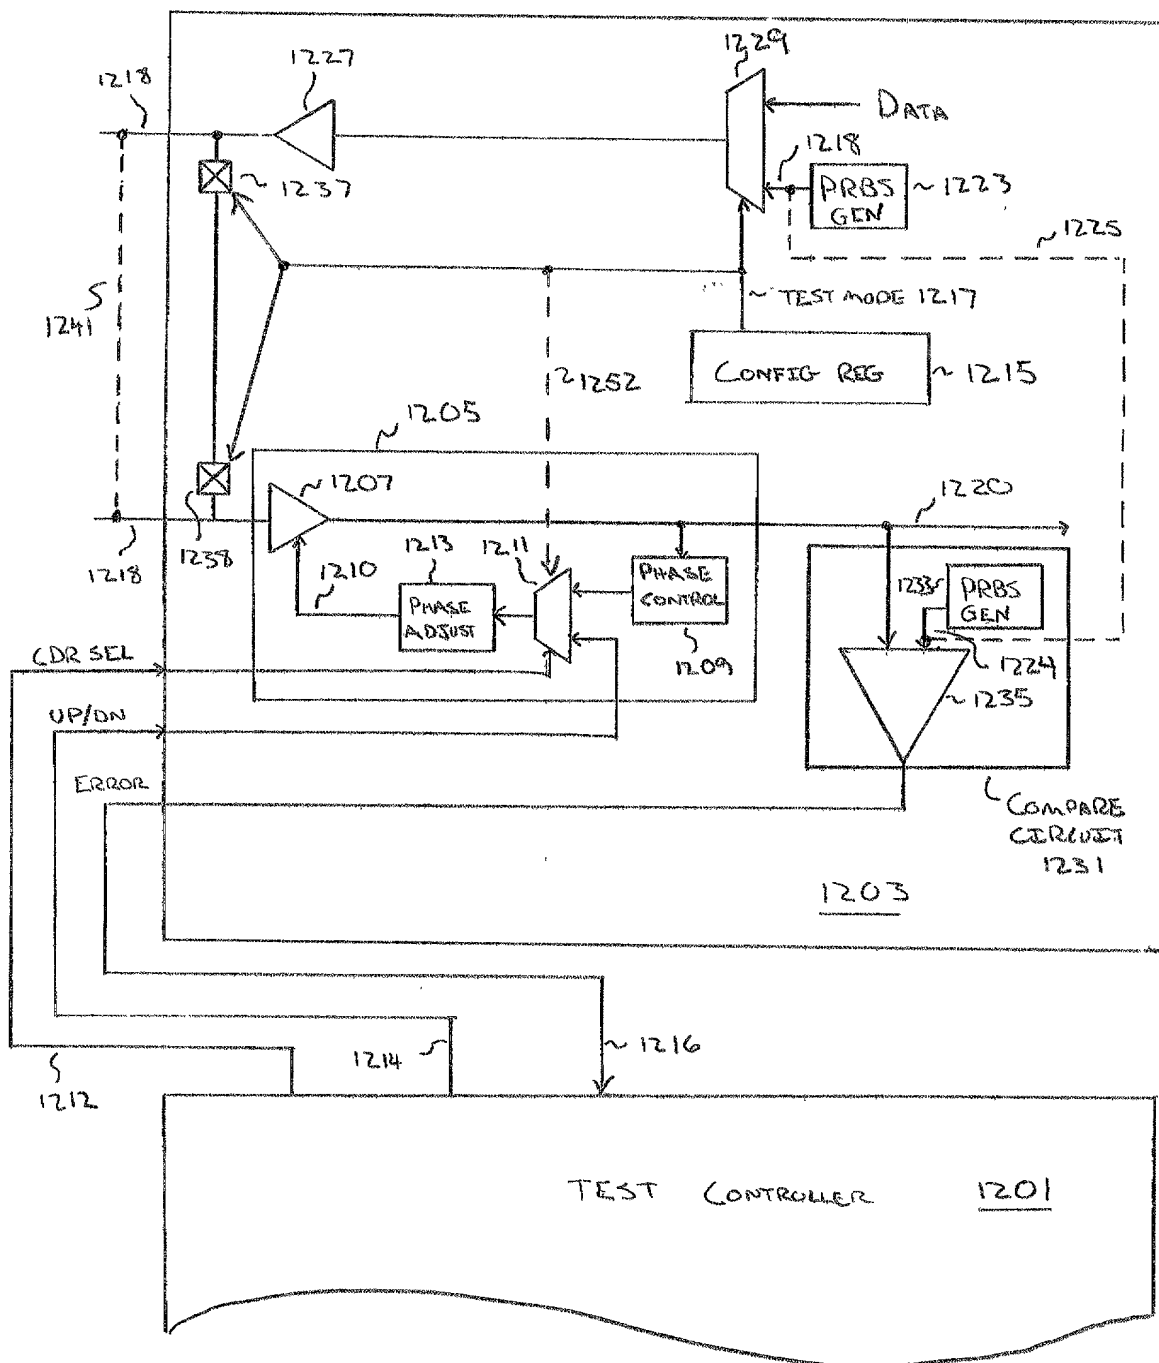 1229
1227
1218
DATA
1218
PRBS
GEN
1223
1237
1225
TEST MODE 1217
1241
CONFIG REG
1215
1252
1205
1207
1220
1238
1213
1211
1218
1210
PHASE
ADJUST
PHASE
CONTROL
1233
PRBS
GEN
CDR SEL
1209
1224
1235
UP/DN
ERROR
COMPARE
CIRCUIT
1231
1203
1214
1216
1212
TEST CONTROLLER 1201